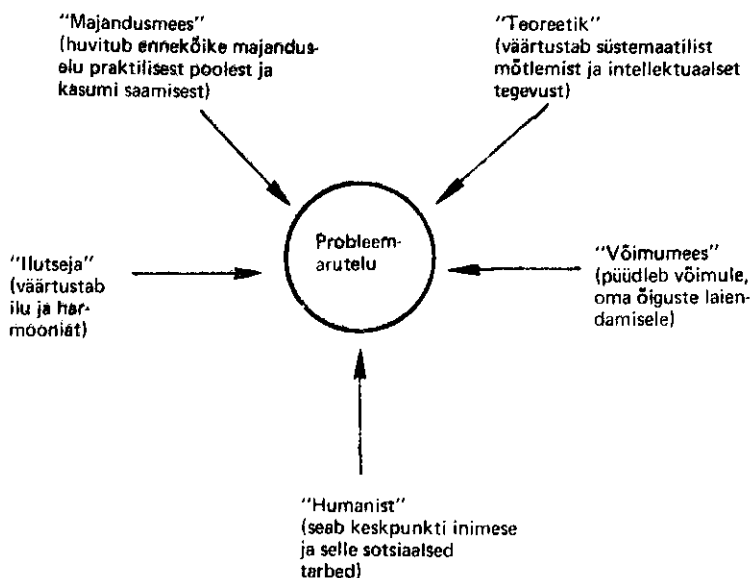 "Majandusmees"
(huvitub ennekõike majandus-
elu praktilisest poolest ja
kasumi saamisest)
"Teoreetik"
(väärtustab süstemaatilist
mõtlemist ja intellektuaalset
tegevust)
Probleem-
arutelu
"Ilutseja"
(väärtustab
ilu ja har-
mooniat)
"Võimumees"
(püüdleb võimule,
oma õiguste laien-
damisele)
"Humanist"
(seab keskpunkti inimese
ja selle sotsiaalsed
tarbed)